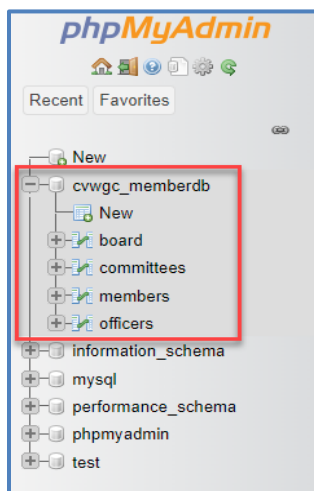 phpMyAdmin
Recent Favorites
New
cvwgc_memberdb
New
board
committees
members
officers
information_schema
mysql
performance_schema
phpmyadmin
test